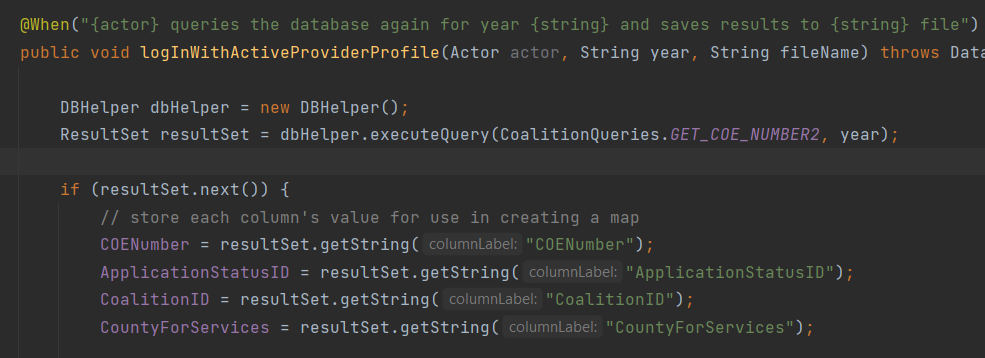 @When("{actor} queries the database again for year {string} and saves results to {string} file")
public void logInWithActiveProviderProfile(Actor actor, String year, String fileName) throws Data
DBHelper dbHelper = new DBHelper();
ResultSet resultSet = dbHelper.executeQuery(CoalitionQueries.GET_COE_NUMBER2, year);
if (resultSet.next()) {
// store each column's value for use in creating a map
COENumber = resultSet.getString( columnLabel: "COENumber");
ApplicationStatusID = resultSet.getString( columnLabel: "ApplicationStatusID");
CoalitionID = resultSet.getString( columnLabel: "CoalitionID");
CountyForServices = resultSet.getString( columnLabel: "CountyForServices");